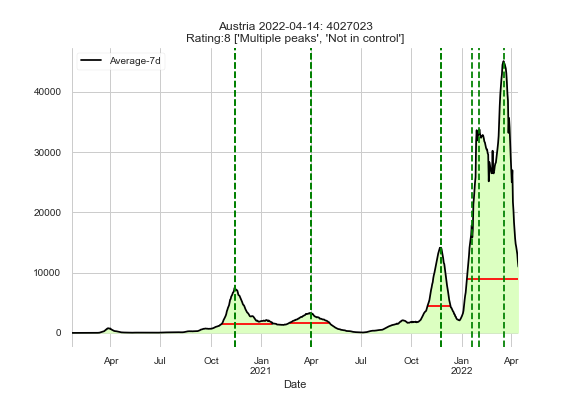 Austria 2022-04-14: 4027023
Rating:8 ['Multiple peaks', 'Not in control']
Average-7d
40000
30000
20000
10000
0
Apr Jul Oct Jan Apr Jul Oct Jan Apr
2021 2022
Date